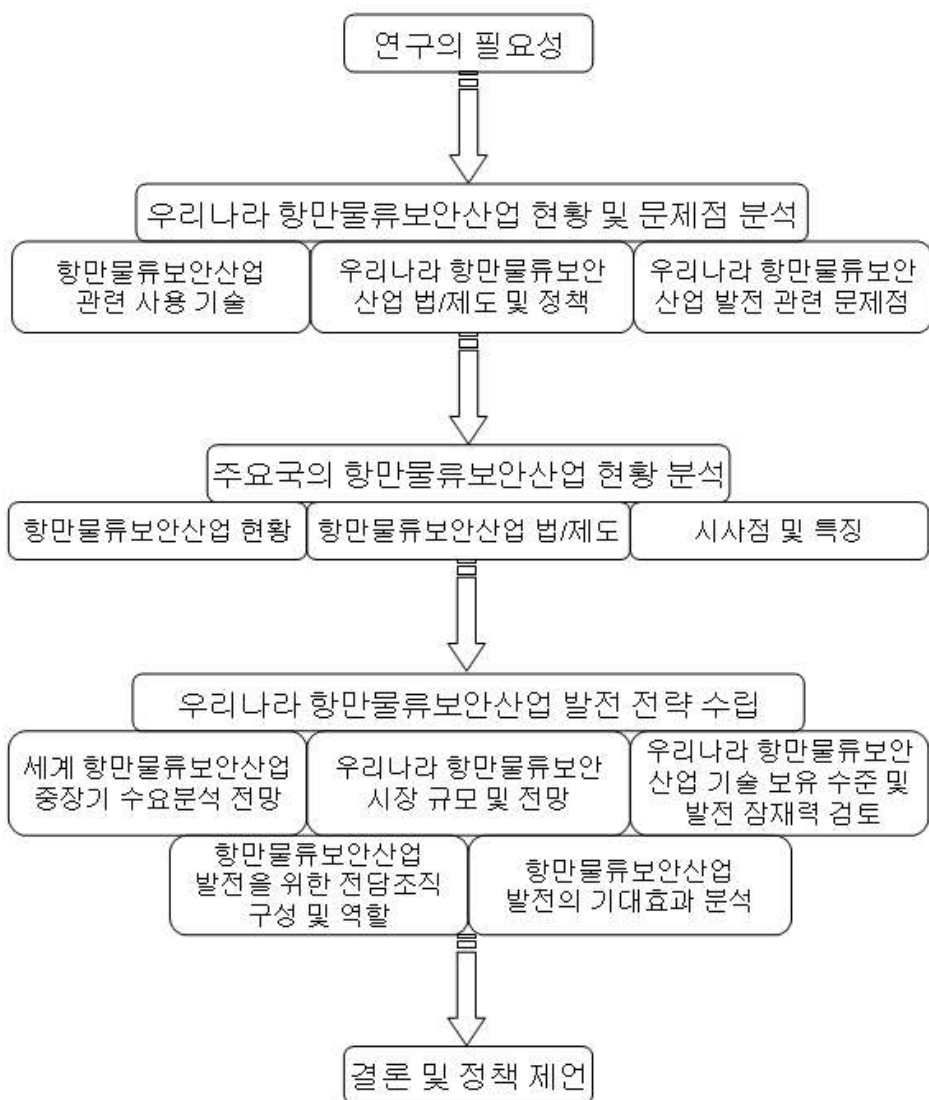 연구의 필요성
우리나라 항만물류보안산업 현황 및 문제점 분석
항만물류보안산업
관련 사용 기술
우리나라 항만물류보안
산업 법/제도 및 정책
우리나라 항만물류보안
산업 발전 관련 문제점
주요국의 항만물류보안산업 현황 분석
항만물류보안산업 현황
항만물류보안산업 법/제도
시사점 및 특징
우리나라 항만물류보안산업 발전 전략 수립
세계 항만물류보안산업
중장기 수요분석 전망
우리나라 항만물류보안
시장 규모 및 전망
우리나라 항만물류보안
산업 기술 보유 수준 및
발전 잠재력 검토
항만물류보안산업
발전을 위한 전담조직
구성 및 역할
항만물류보안산업
발전의 기대효과 분석
결론 및 정책 제언